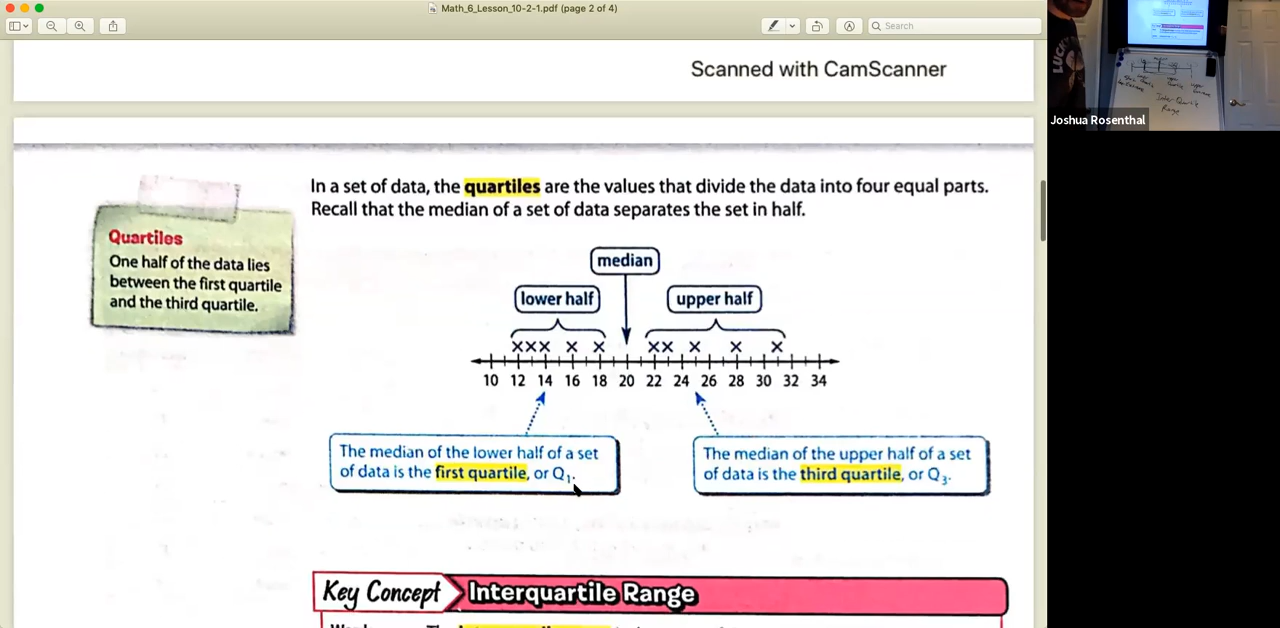 Math_6_Lesson_10-2-1.pdf (page 2 of 4)
Search
Scanned with CamScanner
Joshua Rosenthal
In a set of data, the quartiles are the values that divide the data into four equal parts.
Recall that the median of a set of data separates the set in half.
Quartiles
One half of the data lies
between the first quartile
and the third quartile.
median
lower half
upper half
10 12 14 16 18 20 22 24 26 28 30 32 34
The median of the lower half of a set
of data is the first quartile, or Q₁.
The median of the upper half of a set
of data is the third quartile, or Q₃.
Key Concept
Interquartile Range